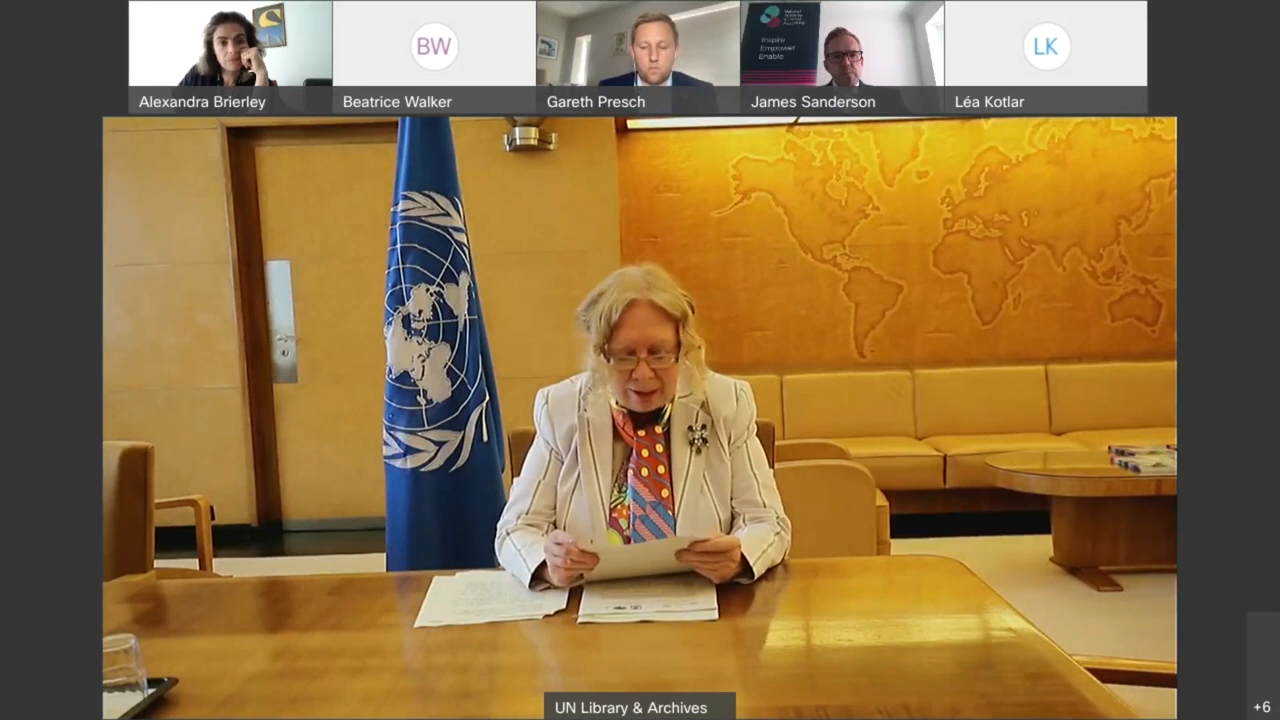 BW
LK
Inspire
Empower
Enable
Alexandra Brierley
Beatrice Walker
Gareth Presch
James Sanderson
Léa Kotlar
UN Library & Archives
+6